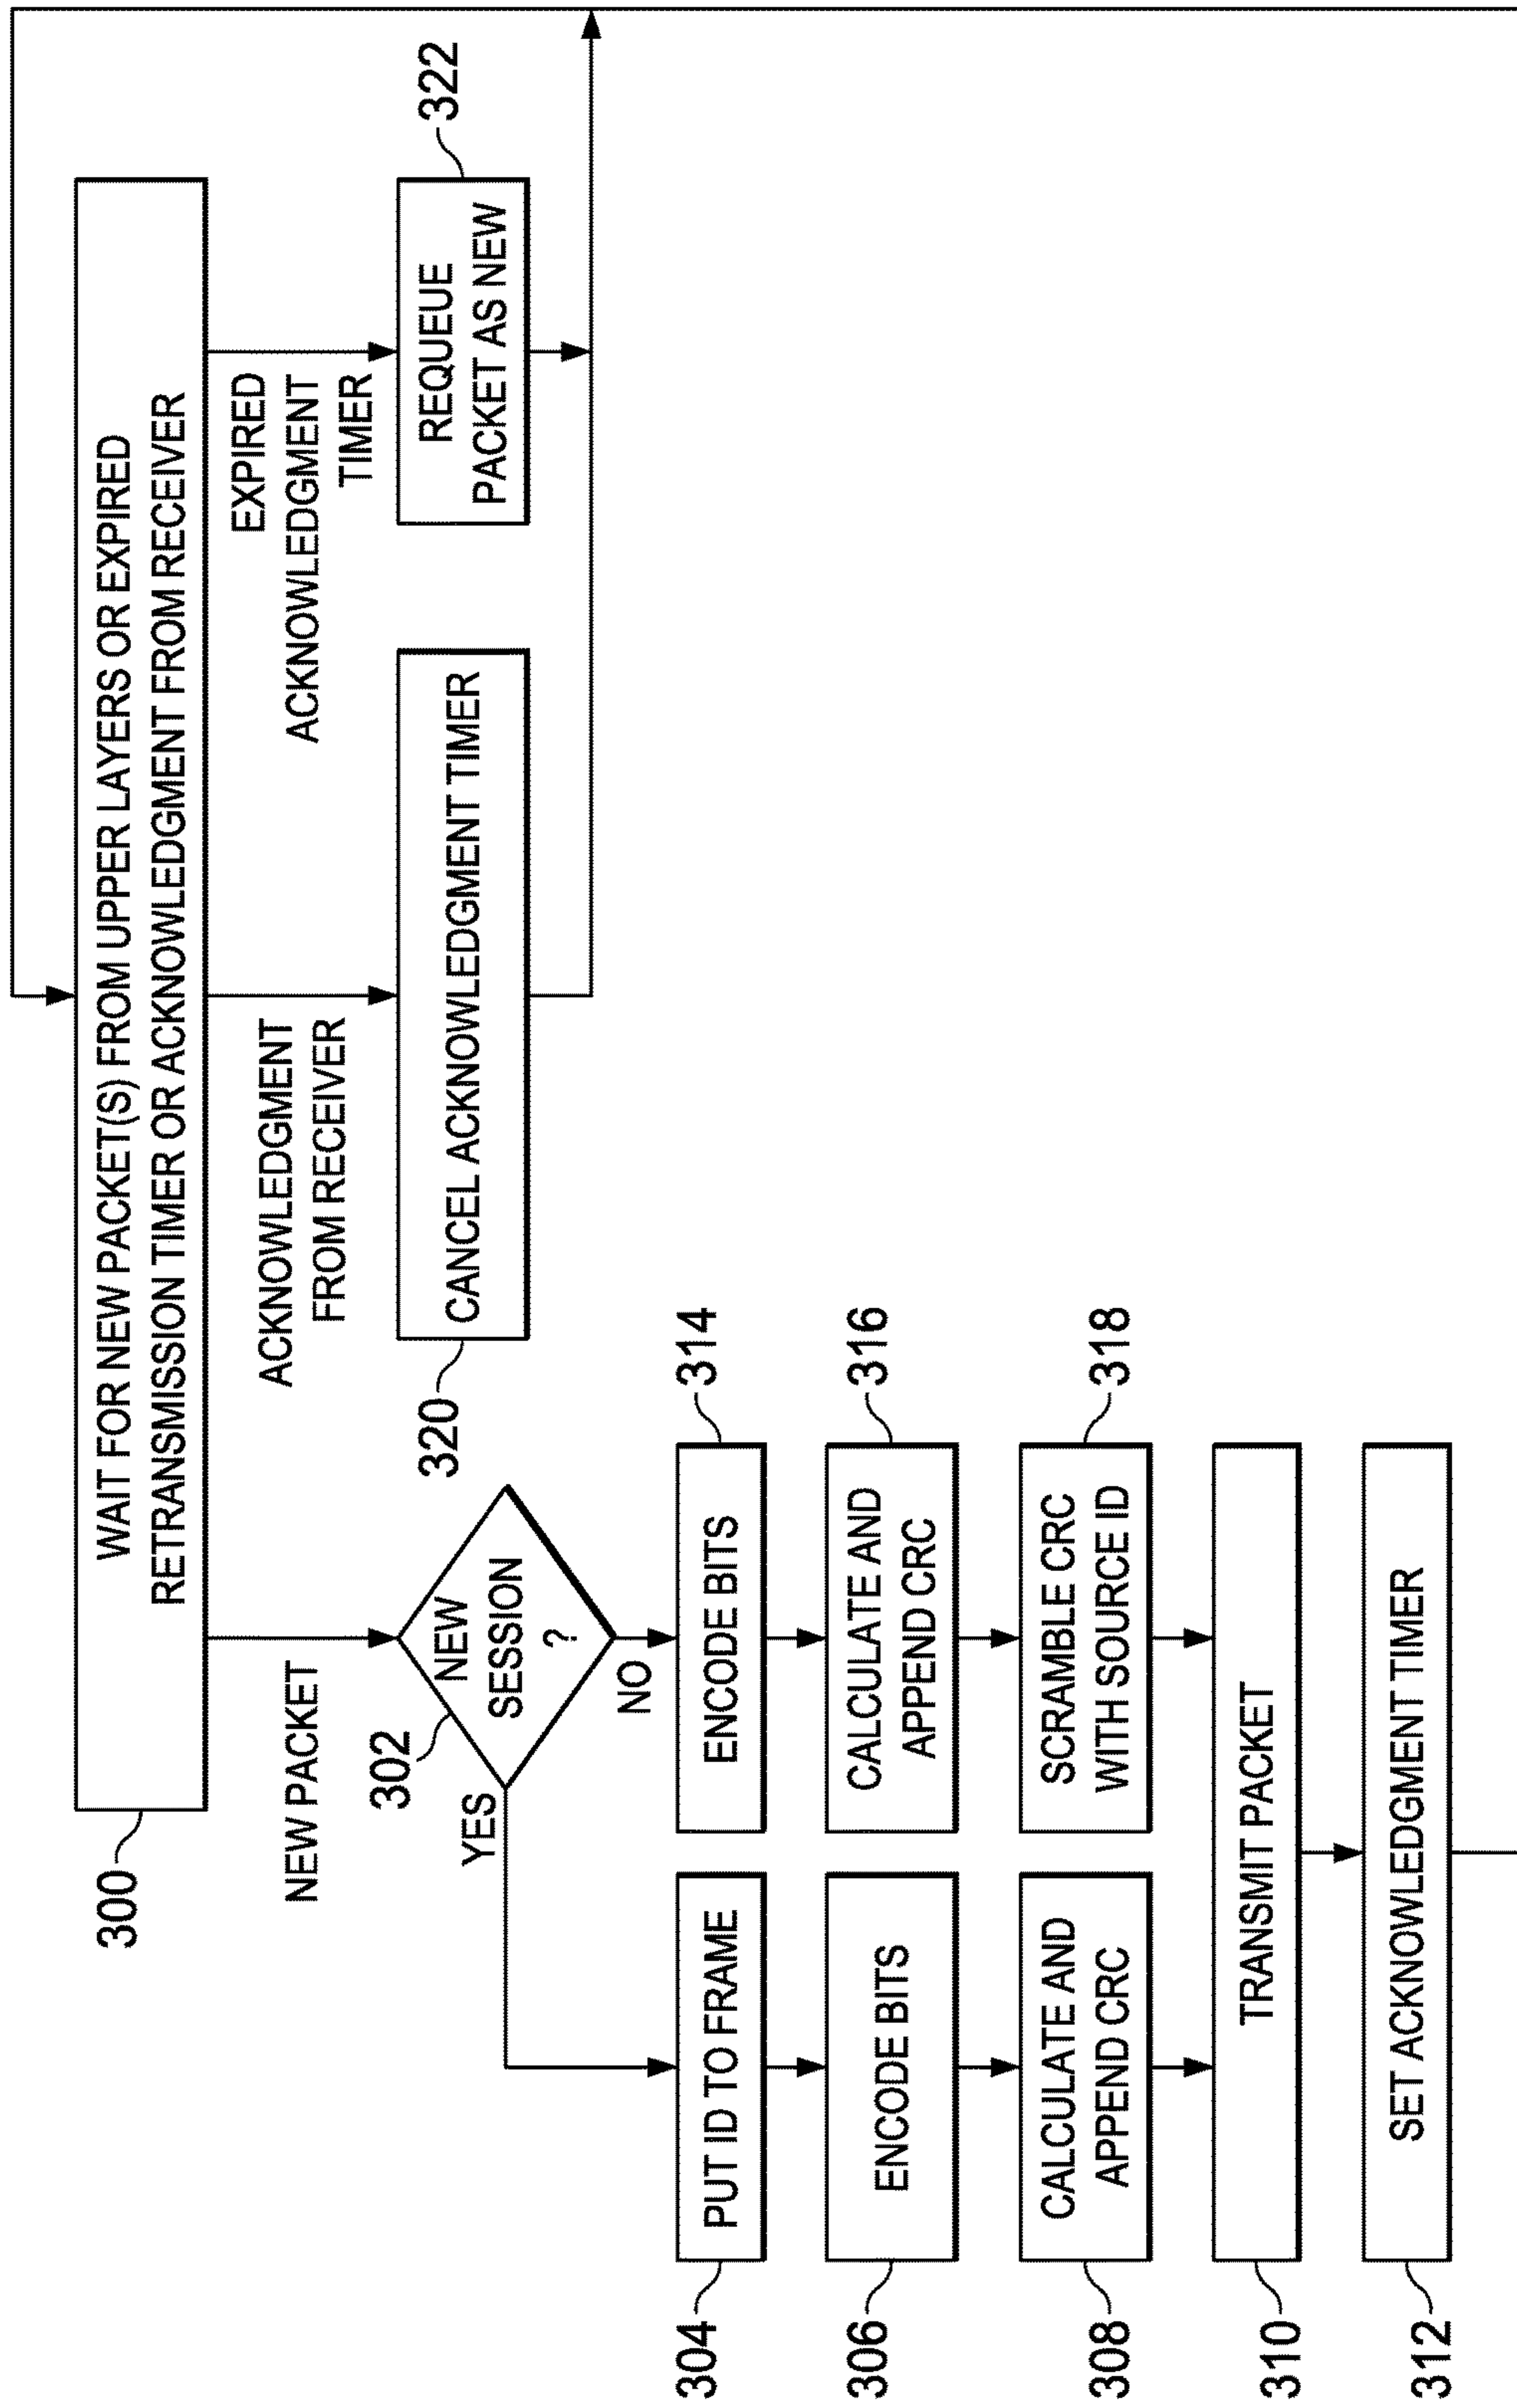 300
WAIT FOR NEW PACKET(S) FROM UPPER LAYERS OR EXPIRED
RETRANSMISSION TIMER OR ACKNOWLEDGMENT FROM RECEIVER
NEW PACKET
ACKNOWLEDGMENT
FROM RECEIVER
EXPIRED
ACKNOWLEDGMENT
TIMER
302
NEW
SESSION
?
YES
NO
320
CANCEL ACKNOWLEDGMENT TIMER
REQUEUE
PACKET AS NEW
322
304
PUT ID TO FRAME
ENCODE BITS
314
306
ENCODE BITS
CALCULATE AND
APPEND CRC
316
308
CALCULATE AND
APPEND CRC
SCRAMBLE CRC
WITH SOURCE ID
318
310
TRANSMIT PACKET
312
SET ACKNOWLEDGMENT TIMER